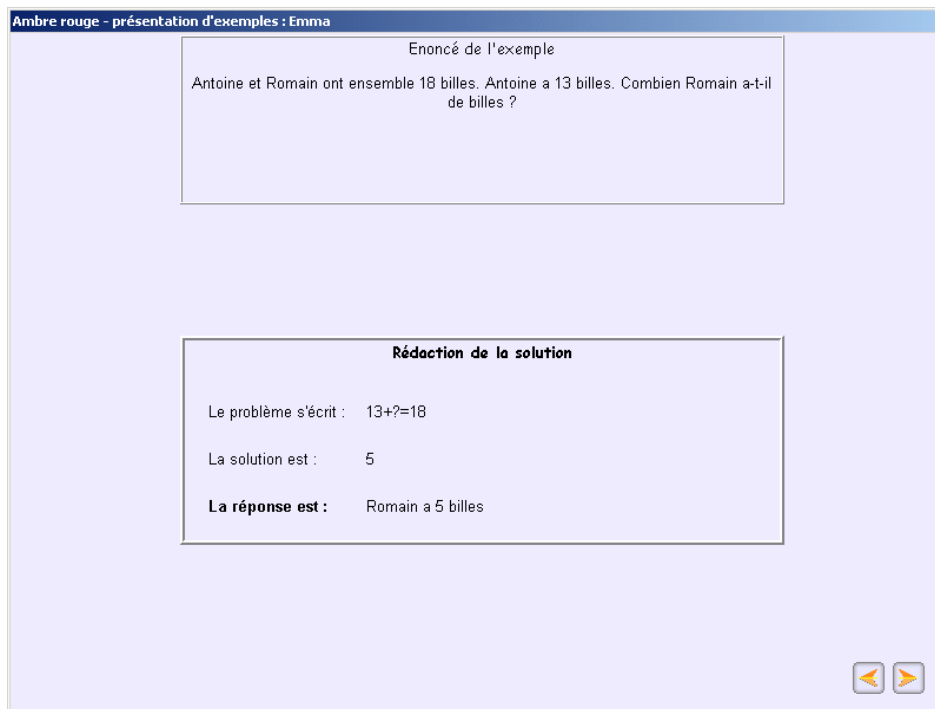 Ambre rouge - présentation d'exemples : Emma
Enoncé de l'exemple
Antoine et Romain ont ensemble 18 billes. Antoine a 13 billes. Combien Romain a-t-il
de billes ?
Rédaction de la solution
Le problème s'écrit : 13+?=18
La solution est : 5
La réponse est : Romain a 5 billes